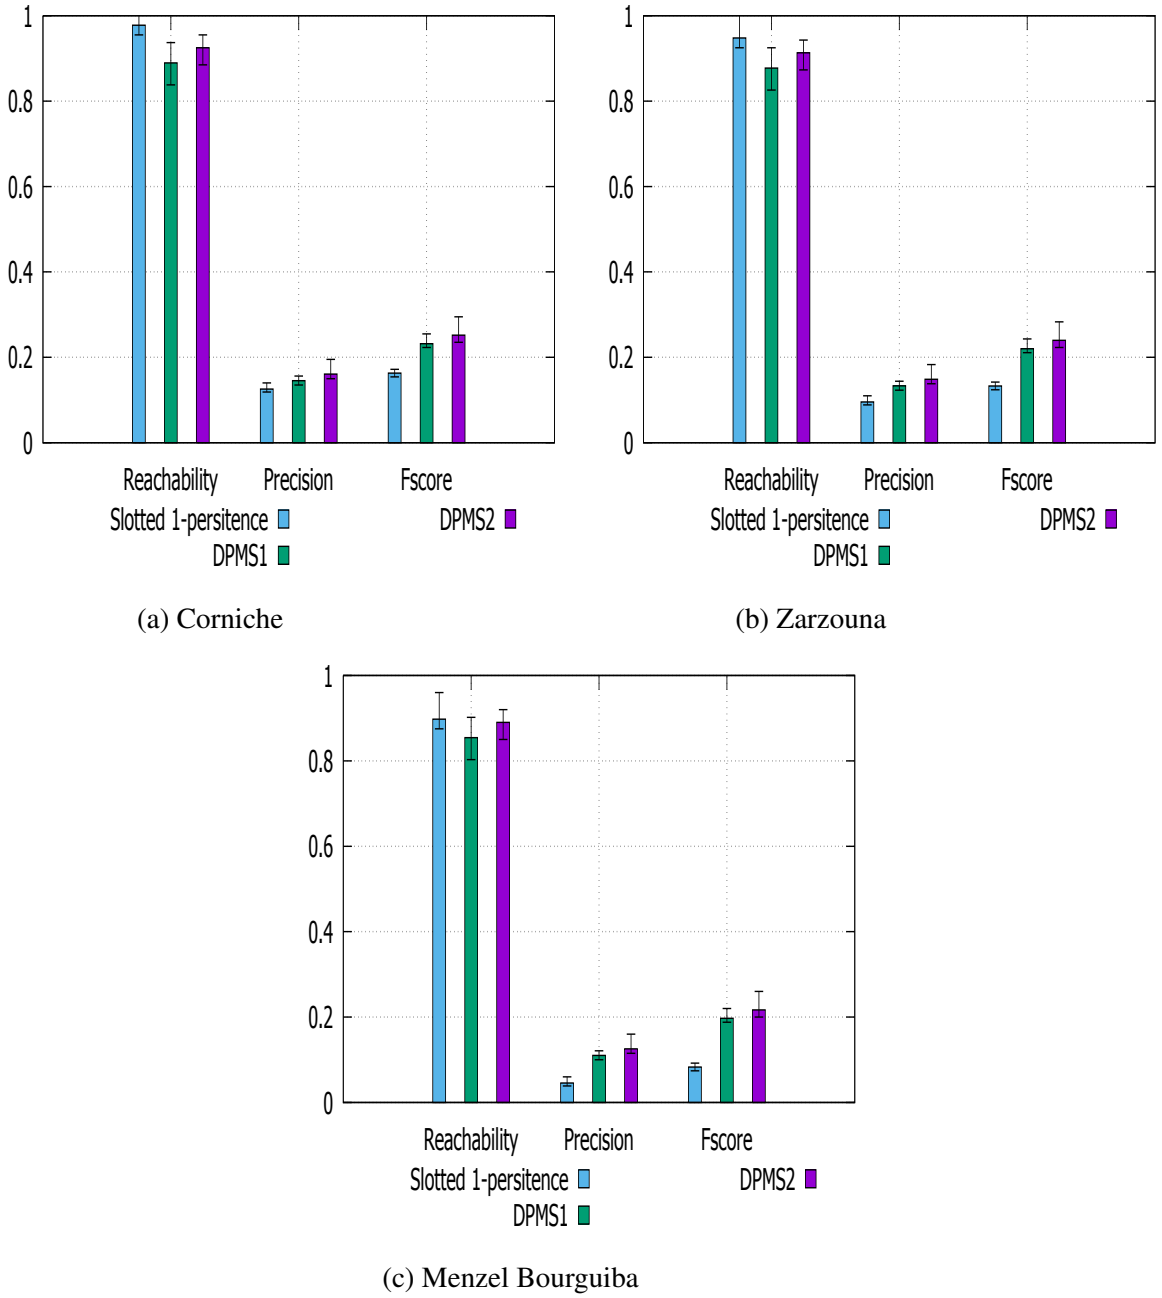 1
0.8
0.6
0.4
0.2
0
Reachability Precision Fscore
Slotted 1-persitence DPMS2
DPMS1
(a) Corniche
1
0.8
0.6
0.4
0.2
0
Reachability Precision Fscore
Slotted 1-persitence DPMS2
DPMS1
(b) Zarzouna
1
0.8
0.6
0.4
0.2
0
Reachability Precision Fscore
Slotted 1-persitence DPMS2
DPMS1
(c) Menzel Bourguiba